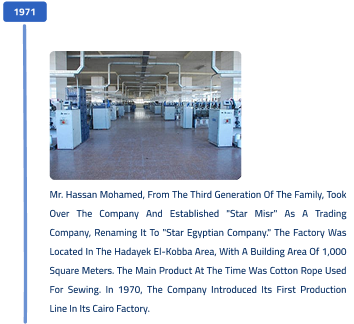 1971
Mr. Hassan Mohamed, From The Third Generation Of The Family, Took
Over The Company And Established "Star Misr" As A Trading
Company, Renaming It To "Star Egyptian Company." The Factory Was
Located In The Hadayek El-Kobba Area, With A Building Area Of 1,000
Square Meters. The Main Product At The Time Was Cotton Rope Used
For Sewing. In 1970, The Company Introduced Its First Production
Line In Its Cairo Factory.